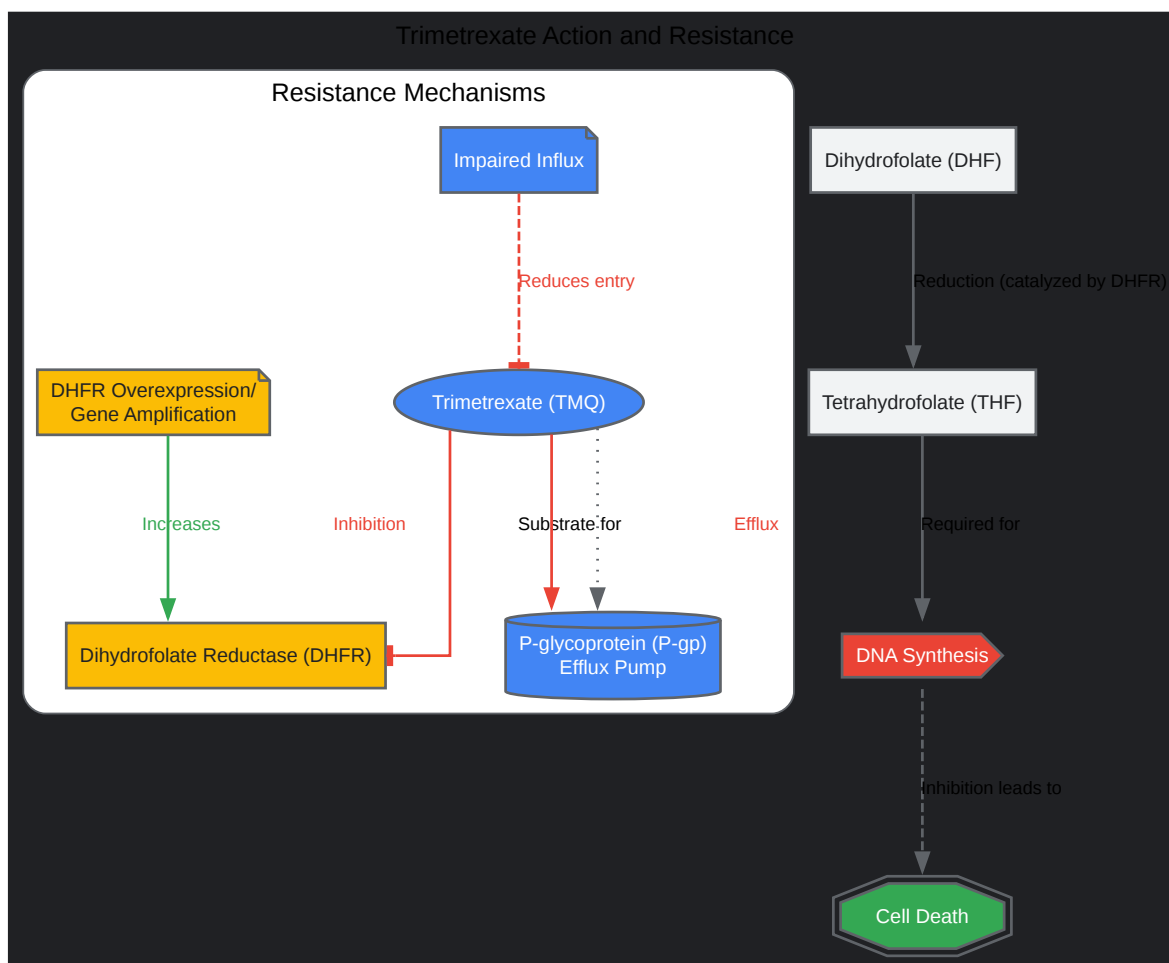 Trimetrexate Action and Resistance
Resistance Mechanisms
Impaired Influx
Dihydrofolate (DHF)
Reduces entry
Reduction (catalyzed by DHFR)
DHFR Overexpression/
Gene Amplification
Trimetrexate (TMQ)
Tetrahydrofolate (THF)
Increases
Inhibition
Substrate for
Efflux
Required for
Dihydrofolate Reductase (DHFR)
P-glycoprotein (P-gp)
Efflux Pump
DNA Synthesis
Inhibition leads to
Cell Death